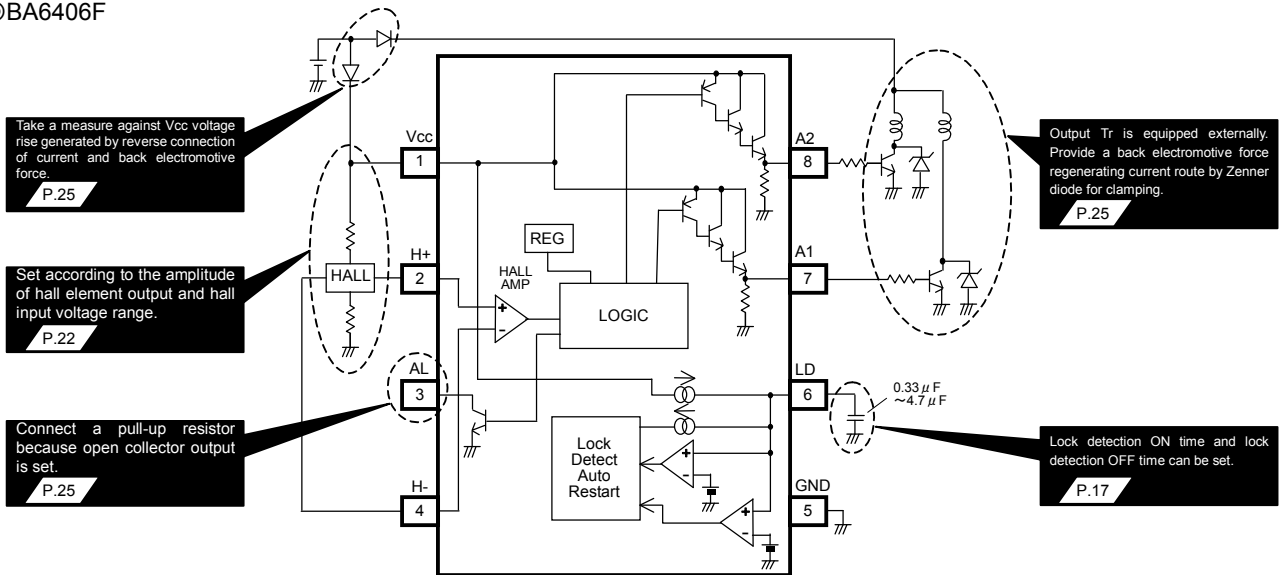 BA6406F
Take a measure against Vcc voltage
rise generated by reverse connection
of current and back electromotive
force.
P.25
Set according to the amplitude
of hall element output and hall
input voltage range.
P.22
Connect a pull-up resistor
because open collector output
is set.
P.25
HALL
Vcc
1
H+
2
AL
3
H-
4
REG
HALL
AMP
+
-
LOGIC
Lock
Detect
Auto
Restart
+
-
+
-
A2
8
A1
7
LD
6
GND
5
0.33μF
~4.7μF
Output Tr is equipped externally.
Provide a back electromotive force
regenerating current route by Zenner
diode for clamping.
P.25
Lock detection ON time and lock
detection OFF time can be set.
P.17